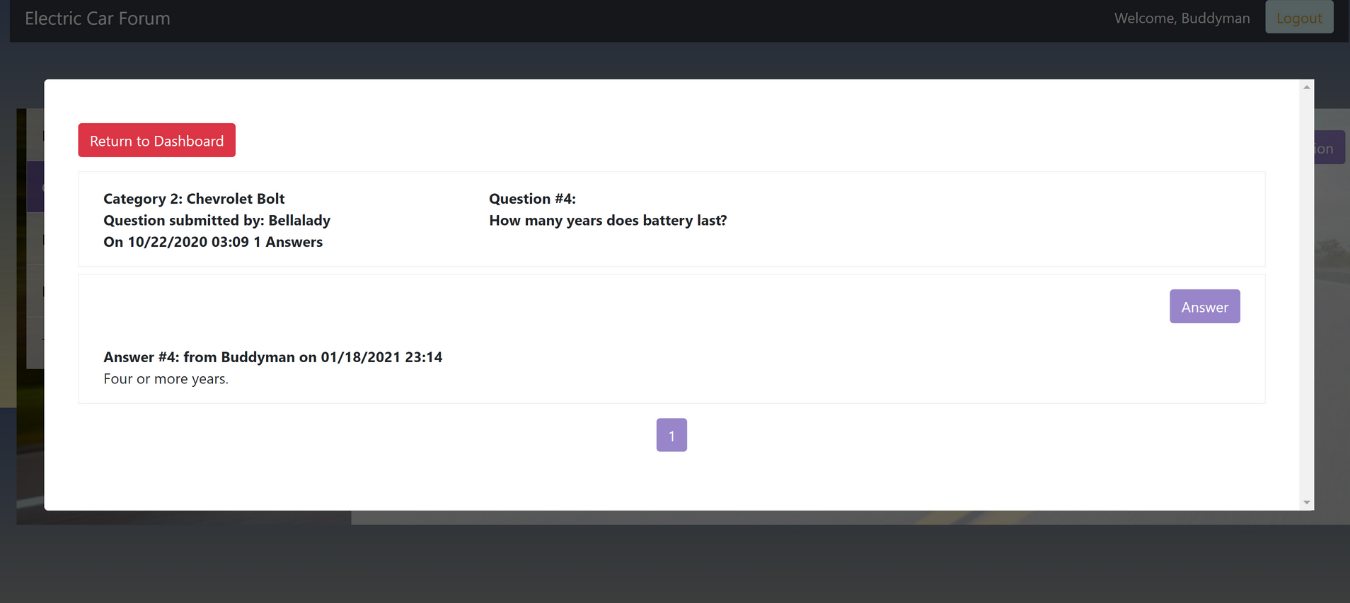 Electric Car Forum
Welcome, Buddyman
Logout
Return to Dashboard
Category 2: Chevrolet Bolt
Question submitted by: Bellalady
On 10/22/2020 03:09 1 Answers
Question #4:
How many years does battery last?
Answer
Answer #4: from Buddyman on 01/18/2021 23:14
Four or more years.
1